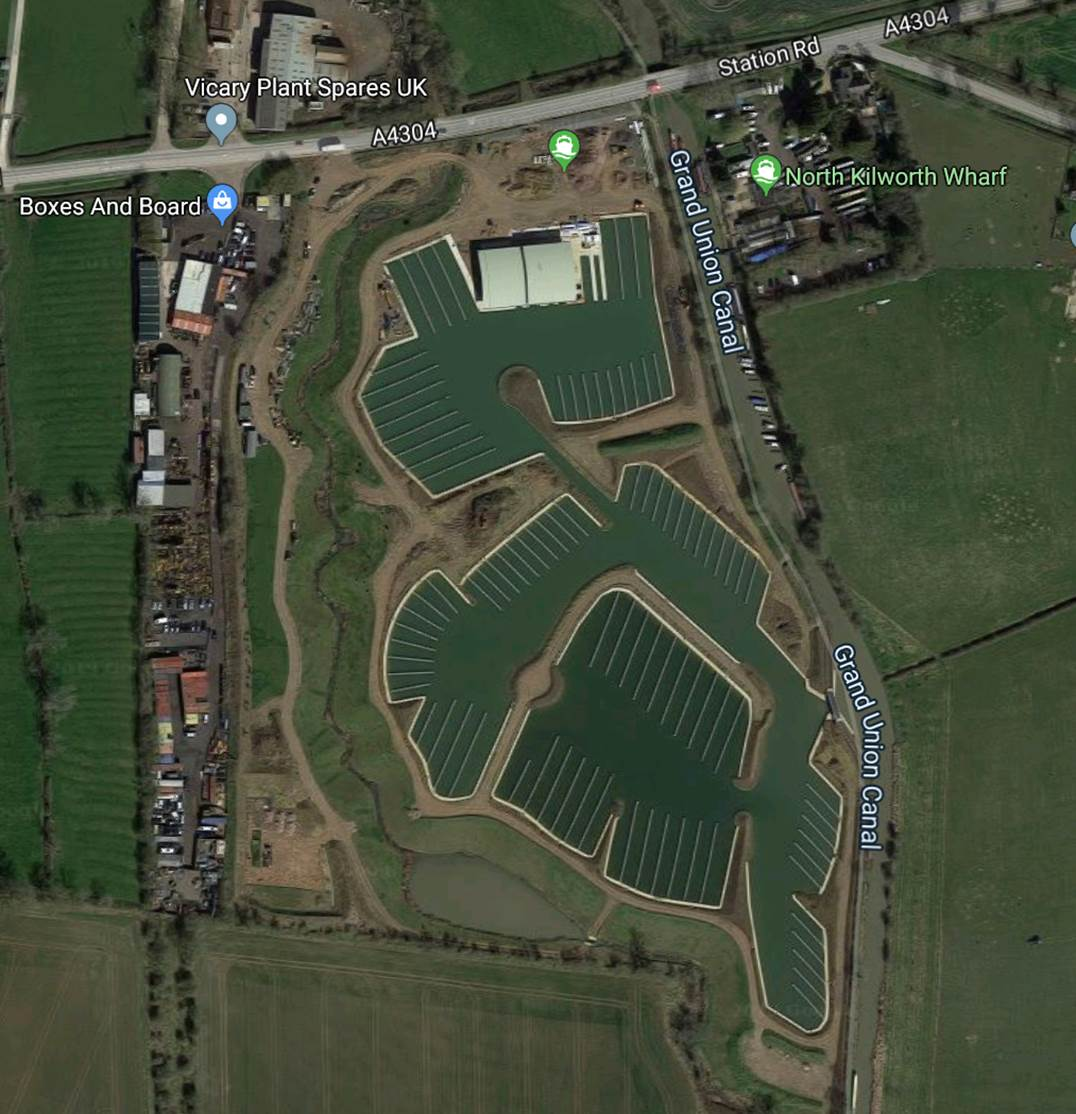 A4304
Station Rd
Vicary Plant Spares UK
A4304
Grand Union Canal
North Kilworth Wharf
Boxes And Board
Grand Union Canal
Google